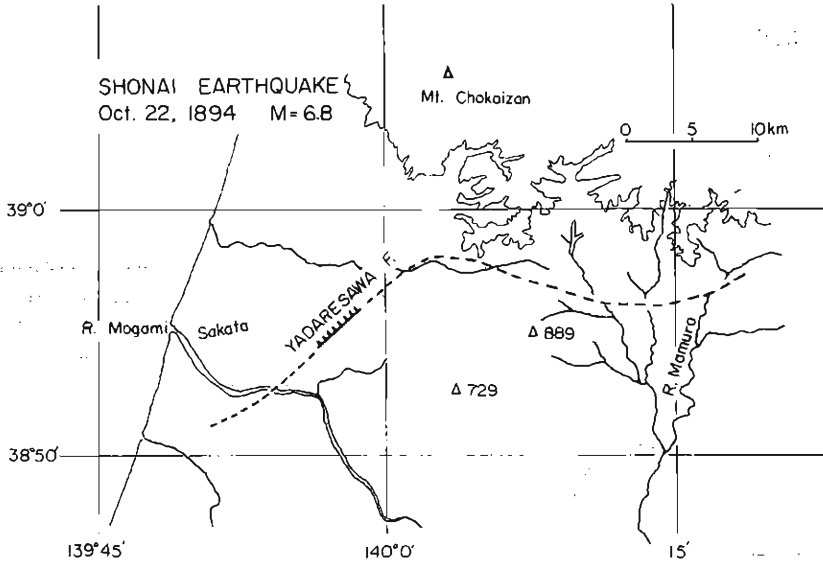 SHONAI EARTHQUAKE
Oct. 22, 1894 M=6.8
Δ
Mt. Chokaizan
0 5 10km
39°0'
YADARESAWA F.
R. Mogami
Sakata
Δ 889
R. Mamuro
Δ 729
38°50'
139°45' 140°0' 15'